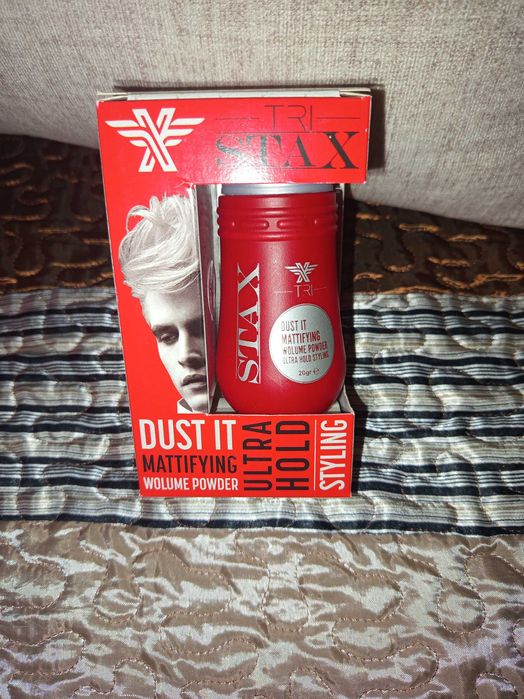 TRI
STAX
STAX
TRI
DUST IT
MATTIFYING
WOLUME POWDER
ULTRA HOLD STYLING
20gr ℮
DUST IT
MATTIFYING
WOLUME POWDER
ULTRA
HOLD
STYLING